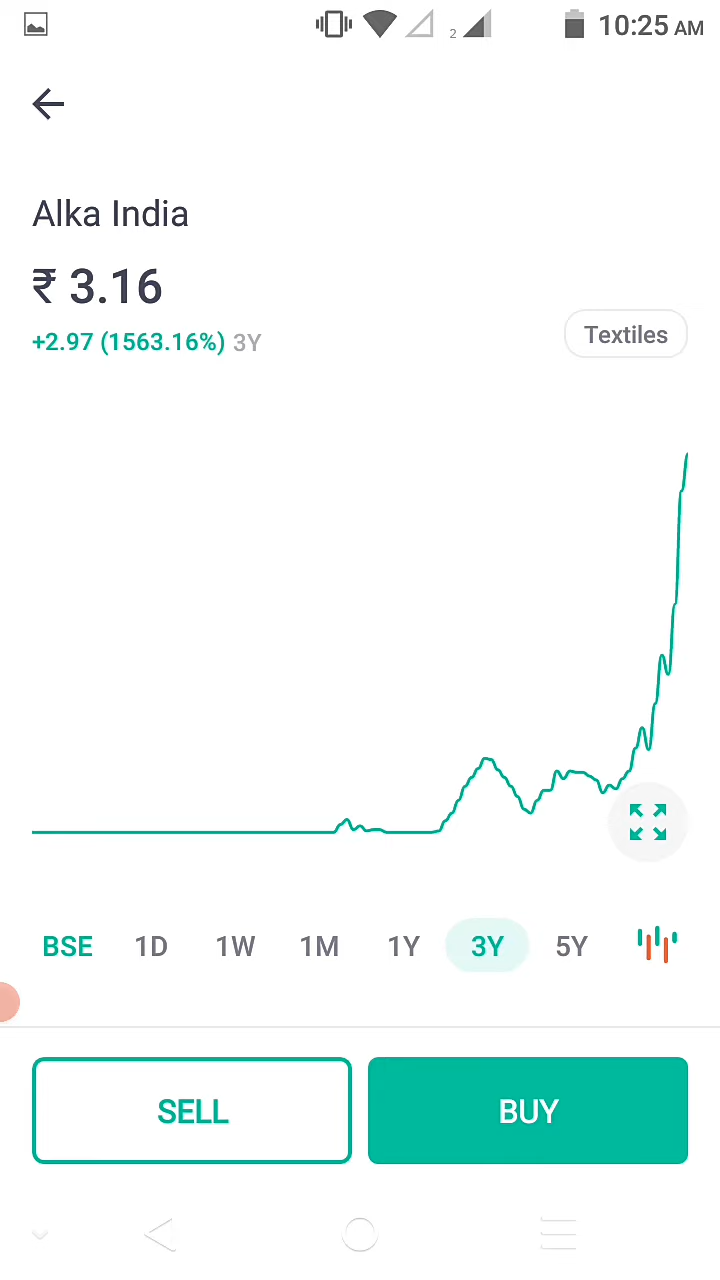 2 10:25 AM
Alka India
₹ 3.16
+2.97 (1563.16%) 3Y
Textiles
BSE 1D 1W 1M 1Y 3Y 5Y
SELL BUY